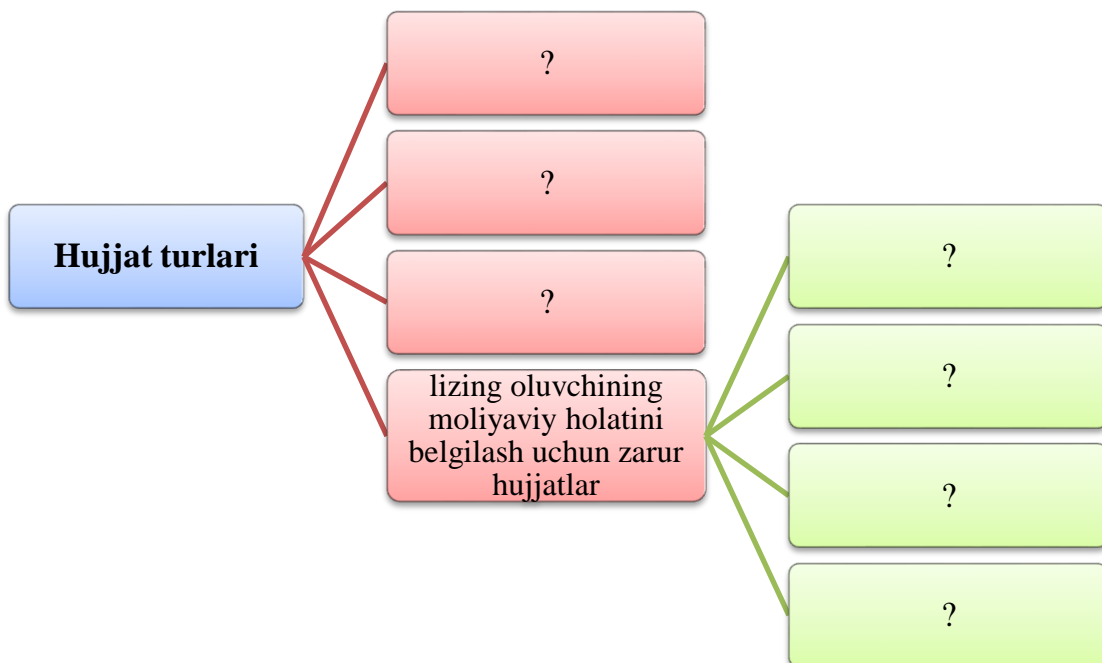 Hujjat turlari
?
?
?
lizing oluvchining
moliyaviy holatini
belgilash uchun zarur
hujjatlar
?
?
?
?